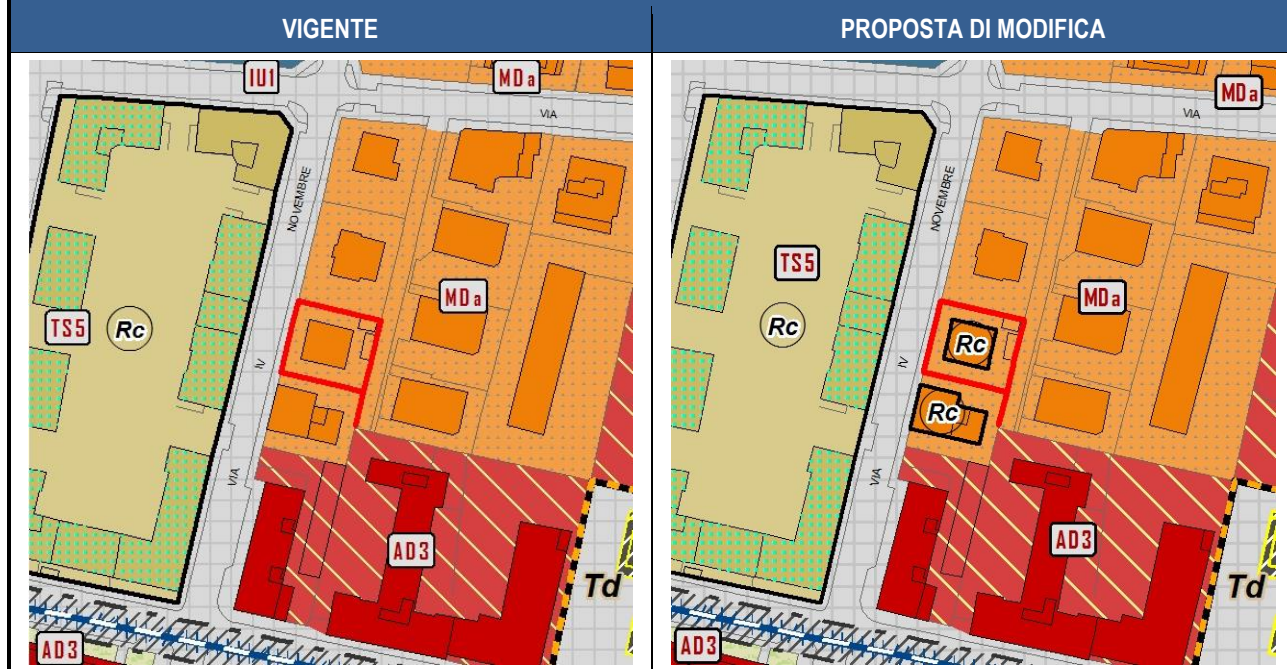 VIGENTE
PROPOSTA DI MODIFICA
IU1
MDa
VIA
NOVEMBRE
MDa
TS5
Rc
IV
VIA
AD3
Td
AD3
MDa
VIA
NOVEMBRE
TS5
MDa
Rc
Rc
IV
Rc
VIA
AD3
Td
AD3